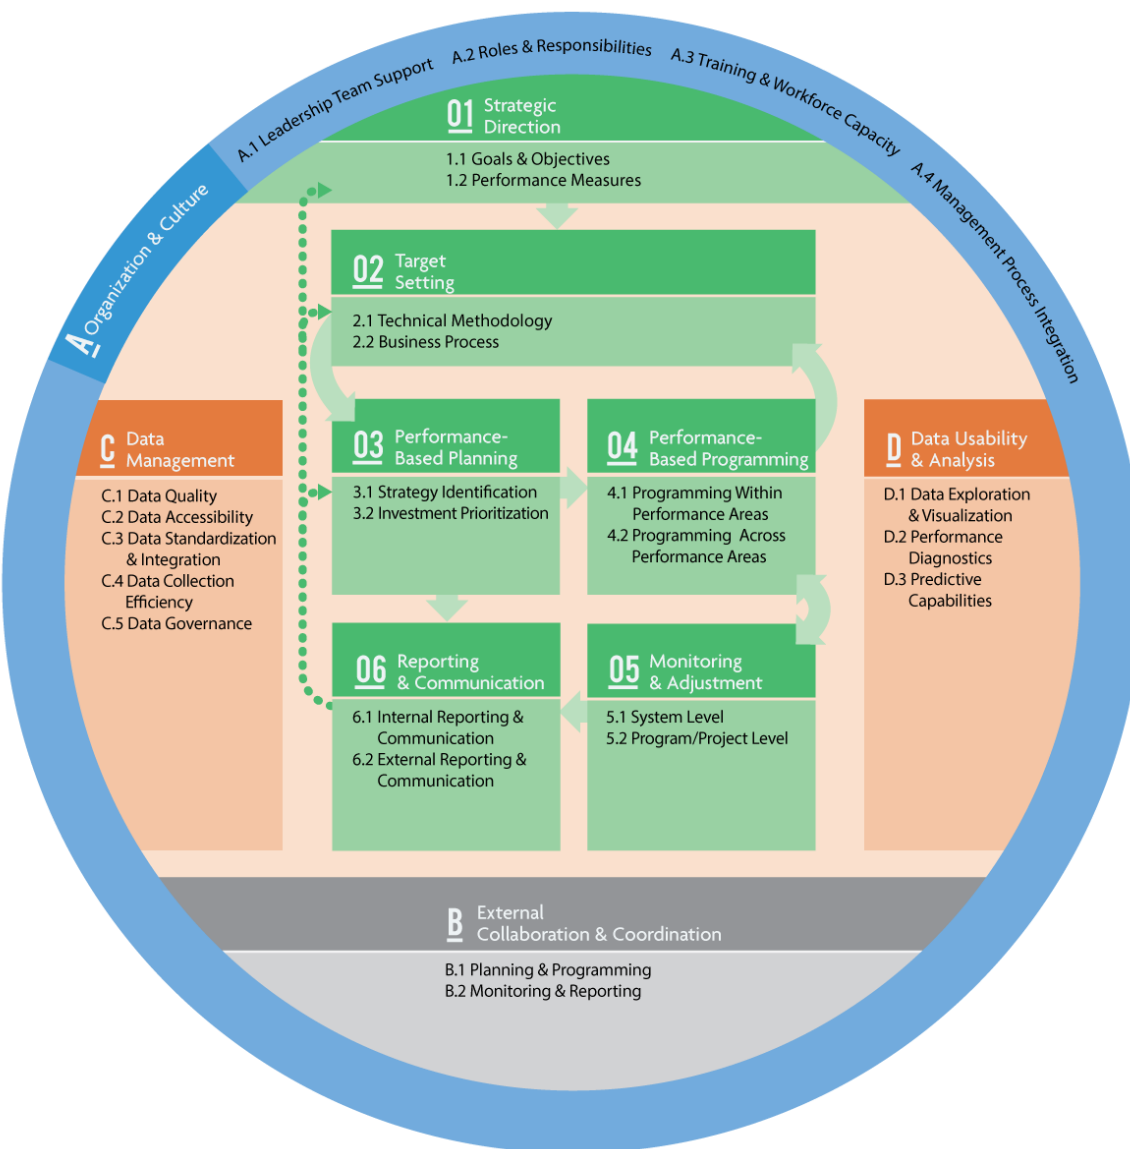 A.1 Leadership Team Support
A.2 Roles & Responsibilities
A.3 Training & Workforce Capacity
A.4 Management Process Integration
A Organization & Culture
01 Strategic
Direction
1.1 Goals & Objectives
1.2 Performance Measures
02 Target
Setting
2.1 Technical Methodology
2.2 Business Process
C Data
Management
C.1 Data Quality
C.2 Data Accessibility
C.3 Data Standardization
& Integration
C.4 Data Collection
Efficiency
C.5 Data Governance
03 Performance-
Based Planning
3.1 Strategy Identification
3.2 Investment Prioritization
04 Performance-
Based Programming
4.1 Programming Within
Performance Areas
4.2 Programming Across
Performance Areas
D Data Usability
& Analysis
D.1 Data Exploration
& Visualization
D.2 Performance
Diagnostics
D.3 Predictive
Capabilities
06 Reporting
& Communication
6.1 Internal Reporting &
Communication
6.2 External Reporting &
Communication
05 Monitoring
& Adjustment
5.1 System Level
5.2 Program/Project Level
B External
Collaboration & Coordination
B.1 Planning & Programming
B.2 Monitoring & Reporting